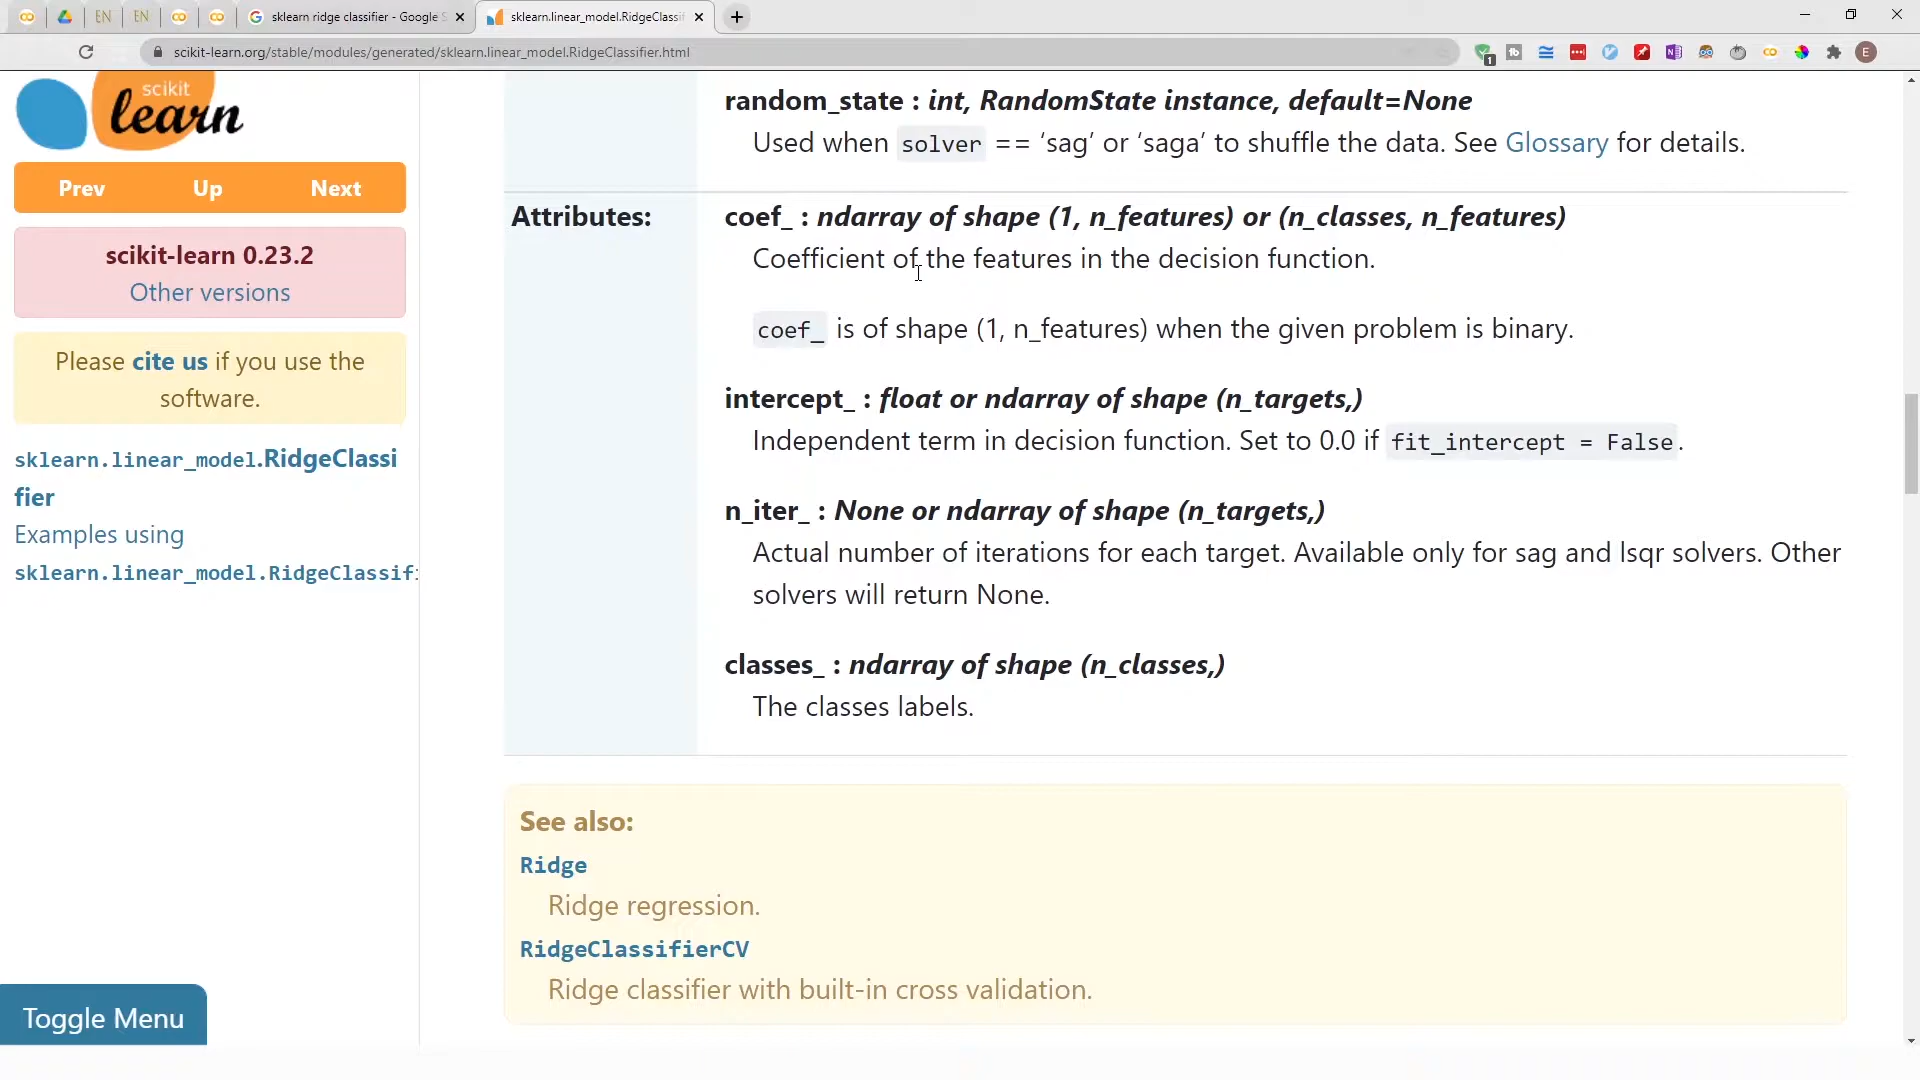 EN
EN
sklearn ridge classifier - Google S
sklearn.linear_model.RidgeClassif
scikit-learn.org/stable/modules/generated/sklearn.linear_model.RidgeClassifier.html
1
E
scikit
learn
Prev Up Next
scikit-learn 0.23.2
Other versions
Please cite us if you use the
software.
sklearn.linear_model.RidgeClassi
fier
Examples using
sklearn.linear_model.RidgeClassifi
Toggle Menu
random_state : int, RandomState instance, default=None
Used when solver == ‘sag’ or ‘saga’ to shuffle the data. See Glossary for details.
Attributes: coef_ : ndarray of shape (1, n_features) or (n_classes, n_features)
Coefficient of the features in the decision function.
coef_ is of shape (1, n_features) when the given problem is binary.
intercept_ : float or ndarray of shape (n_targets,)
Independent term in decision function. Set to 0.0 if fit_intercept = False.
n_iter_ : None or ndarray of shape (n_targets,)
Actual number of iterations for each target. Available only for sag and lsqr solvers. Other
solvers will return None.
classes_ : ndarray of shape (n_classes,)
The classes labels.
See also:
Ridge
Ridge regression.
RidgeClassifierCV
Ridge classifier with built-in cross validation.